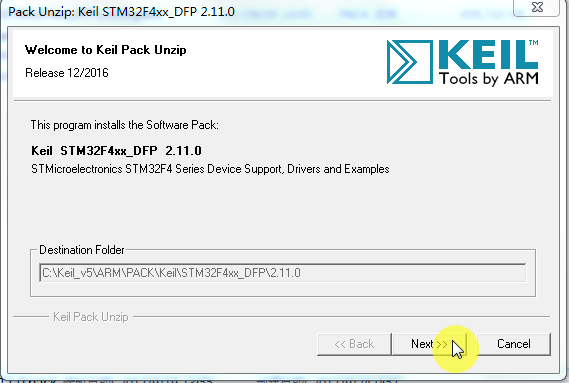 Pack Unzip: Keil STM32F4xx_DFP 2.11.0
Welcome to Keil Pack Unzip
Release 12/2016
KEIL™
Tools by ARM
This program installs the Software Pack:
Keil STM32F4xx_DFP 2.11.0
STMicroelectronics STM32F4 Series Device Support, Drivers and Examples
Destination Folder
C:\Keil_v5\ARM\PACK\Keil\STM32F4xx_DFP\2.11.0
Keil Pack Unzip
<< Back
Next >>
Cancel